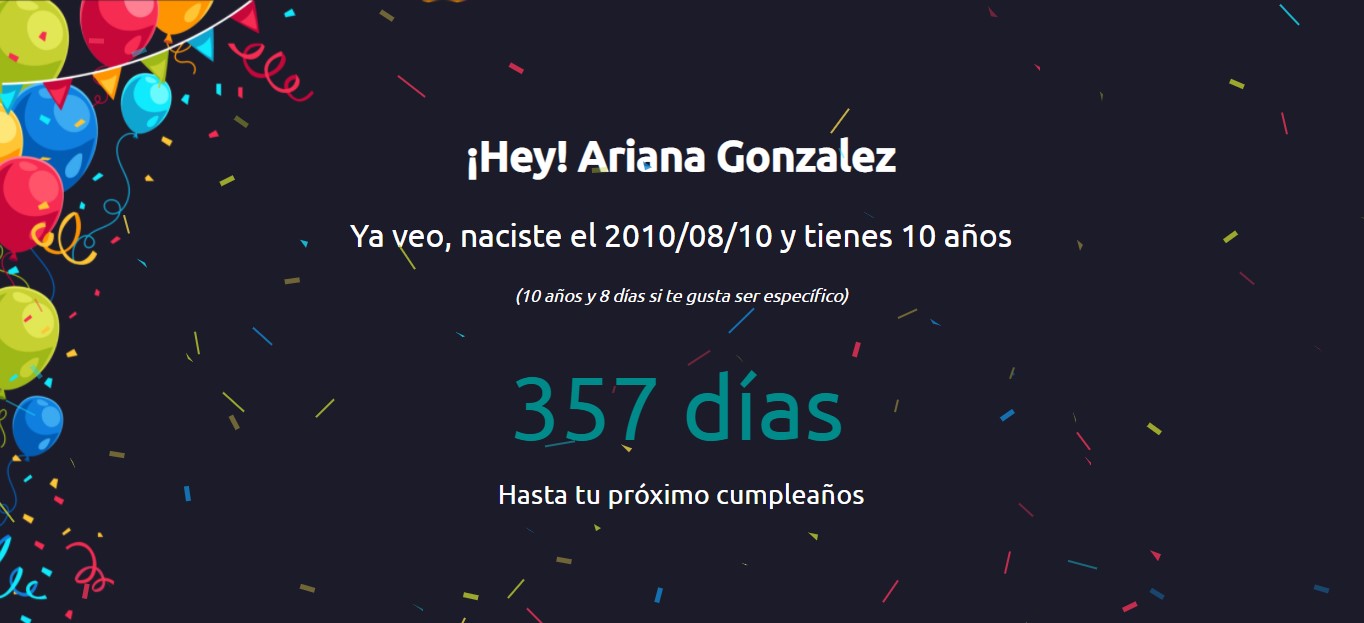 ¡Hey! Ariana Gonzalez
Ya veo, naciste el 2010/08/10 y tienes 10 años
(10 años y 8 días si te gusta ser específico)
357 días
Hasta tu próximo cumpleaños